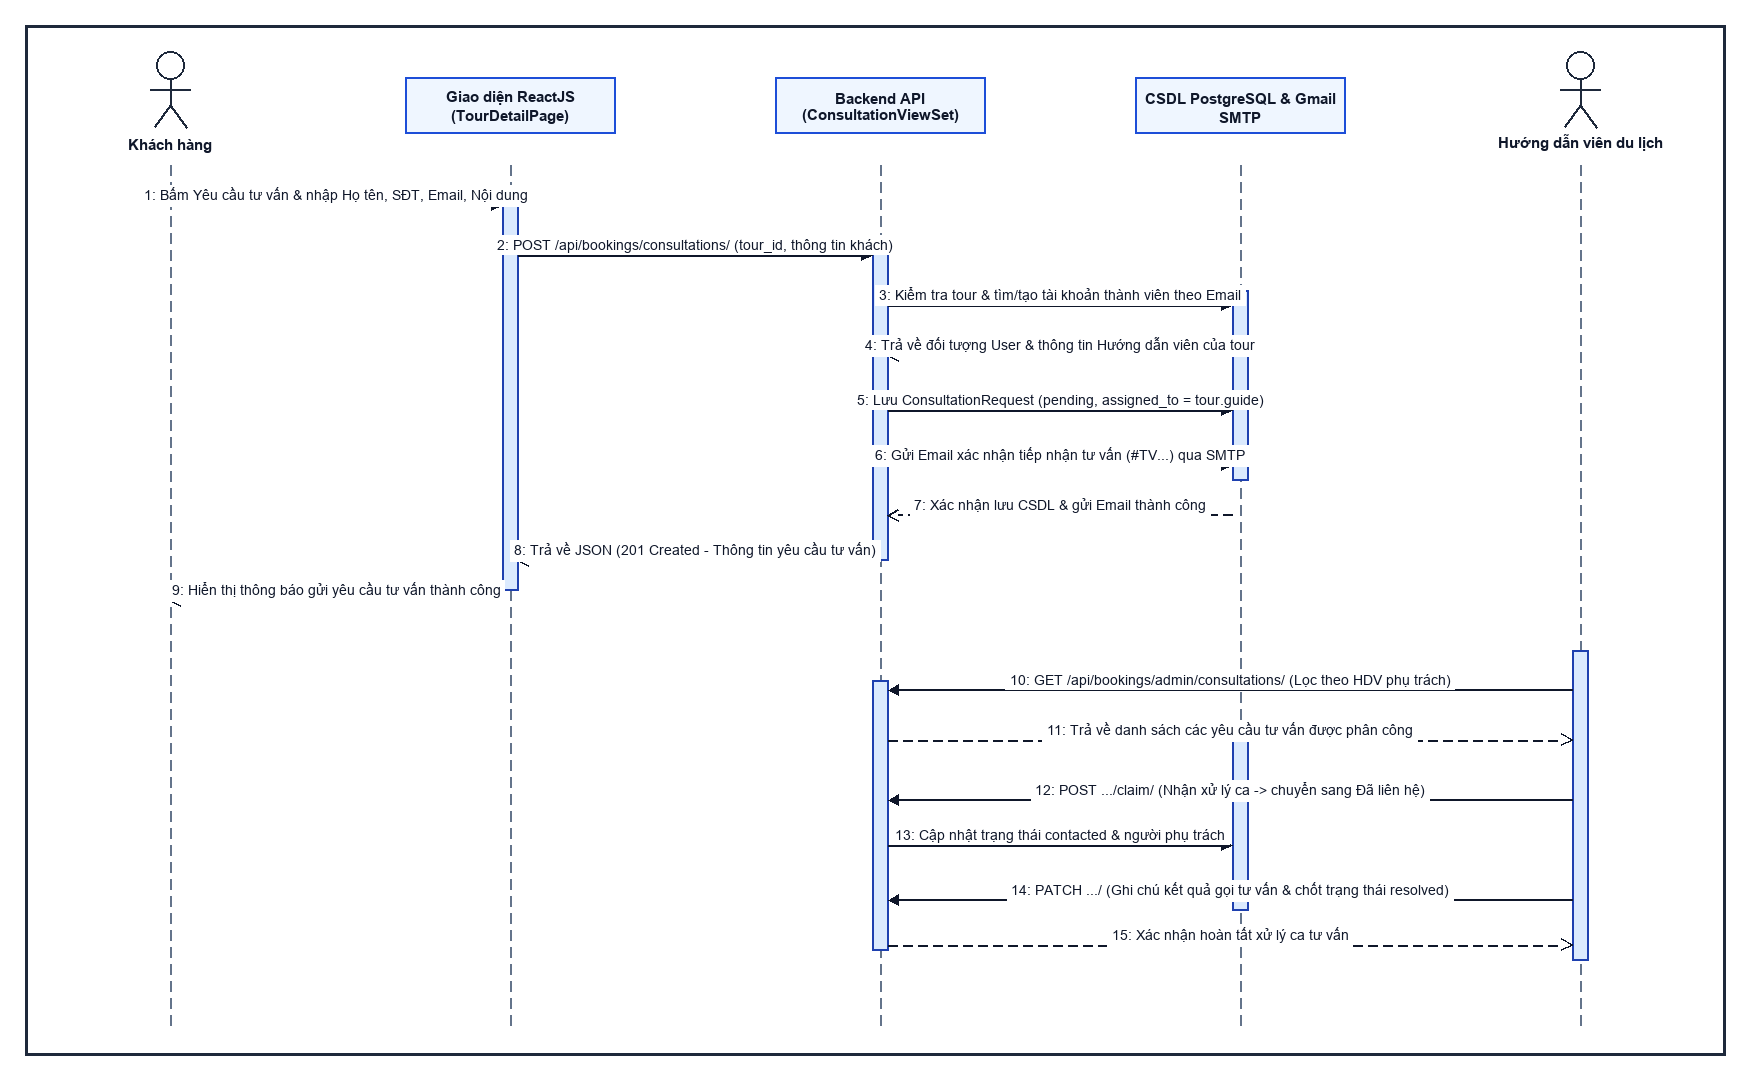 Khách hàng
Giao diện ReactJS
(TourDetailPage)
Backend API
(ConsultationViewSet)
CSDL PostgreSQL & Gmail
SMTP
Hướng dẫn viên du lịch
1: Bấm Yêu cầu tư vấn & nhập Họ tên, SĐT, Email, Nội dung
2: POST /api/bookings/consultations/ (tour_id, thông tin khách)
3: Kiểm tra tour & tìm/tạo tài khoản thành viên theo Email
4: Trả về đối tượng User & thông tin Hướng dẫn viên của tour
5: Lưu ConsultationRequest (pending, assigned_to = tour.guide)
6: Gửi Email xác nhận tiếp nhận tư vấn (#TV...) qua SMTP
7: Xác nhận lưu CSDL & gửi Email thành công
8: Trả về JSON (201 Created - Thông tin yêu cầu tư vấn)
9: Hiển thị thông báo gửi yêu cầu tư vấn thành công
10: GET /api/bookings/admin/consultations/ (Lọc theo HDV phụ trách)
11: Trả về danh sách các yêu cầu tư vấn được phân công
12: POST .../claim/ (Nhận xử lý ca -> chuyển sang Đã liên hệ)
13: Cập nhật trạng thái contacted & người phụ trách
14: PATCH .../ (Ghi chú kết quả gọi tư vấn & chốt trạng thái resolved)
15: Xác nhận hoàn tất xử lý ca tư vấn